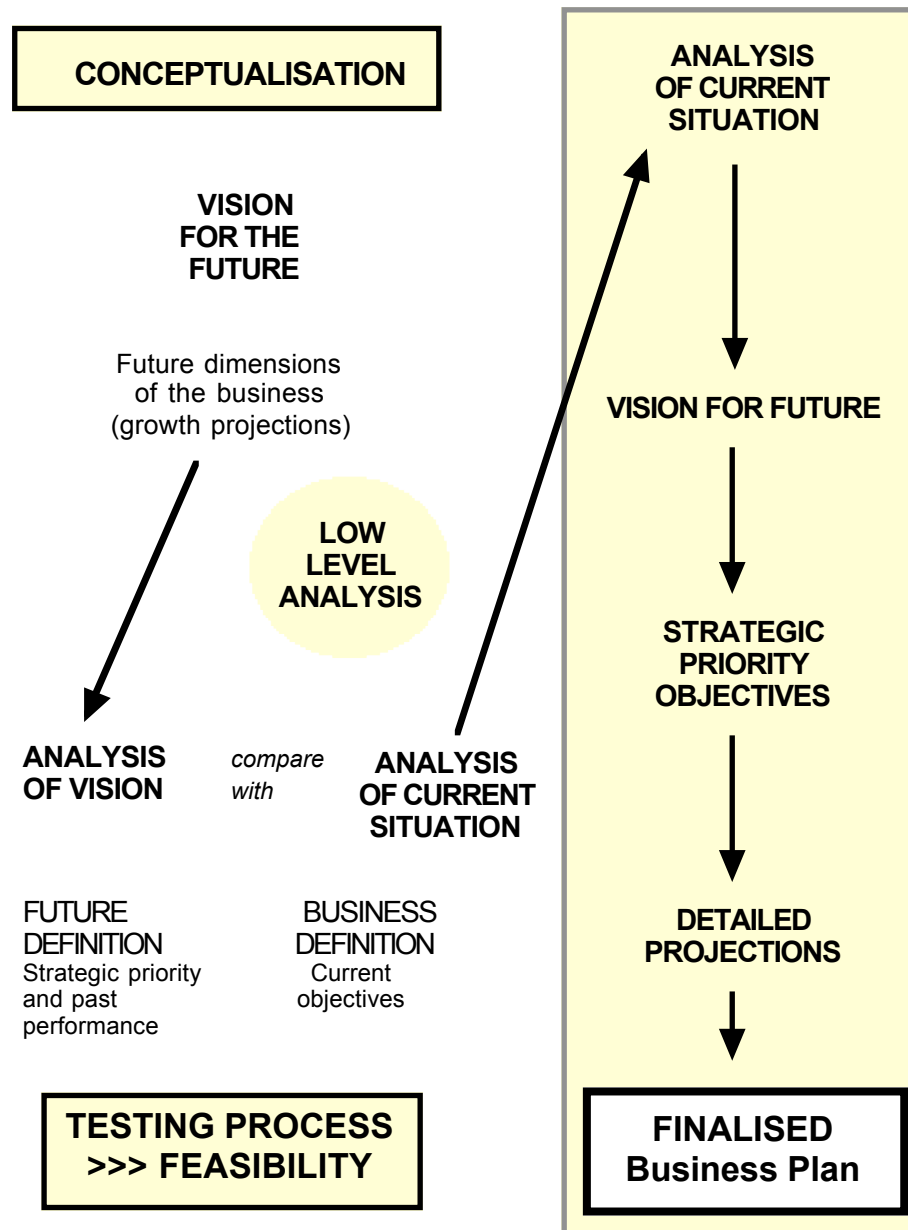 CONCEPTUALISATION
VISION
FOR THE
FUTURE
Future dimensions
of the business
(growth projections)
LOW
LEVEL
ANALYSIS
ANALYSIS
OF VISION
compare
with
ANALYSIS
OF CURRENT
SITUATION
FUTURE
DEFINITION
Strategic priority
and past
performance
BUSINESS
DEFINITION
Current
objectives
TESTING PROCESS
>>> FEASIBILITY
ANALYSIS
OF CURRENT
SITUATION
VISION FOR FUTURE
STRATEGIC
PRIORITY
OBJECTIVES
DETAILED
PROJECTIONS
FINALISED
Business Plan